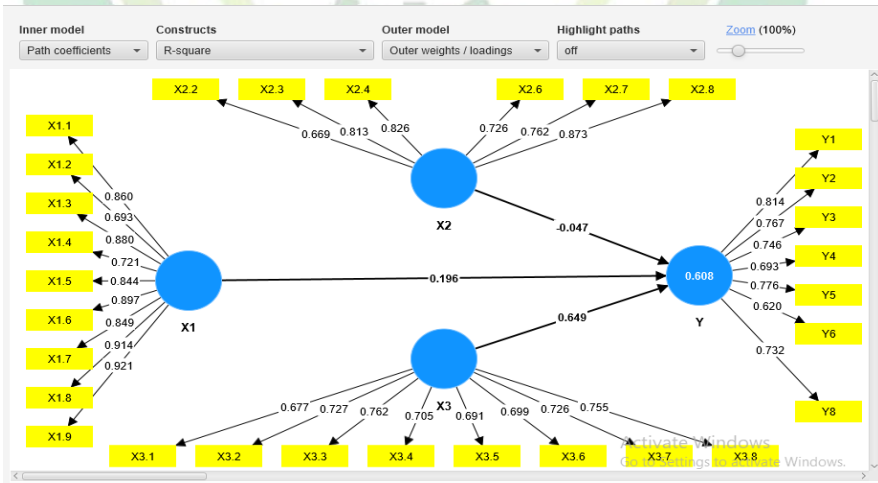 Inner model Constructs Outer model Highlight paths Zoom (100%)
Path coefficients R-square Outer weights / loadings off
X2.2 X2.3 X2.4 X2.6 X2.7 X2.8
0.669 0.813 0.826 0.726 0.762 0.873
X2
X1.1
X1.2
X1.3
X1.4
X1.5
X1.6
X1.7
X1.8
X1.9
0.860
0.693
0.880
0.721
0.844
0.897
0.849
0.914
0.921
X1
-0.047
0.196
0.649
0.608
Y
0.814
0.767
0.746
0.693
0.776
0.620
0.732
Y1
Y2
Y3
Y4
Y5
Y6
Y8
X3
0.677 0.727 0.762 0.705 0.691 0.699 0.726 0.755
X3.1 X3.2 X3.3 X3.4 X3.5 X3.6 X3.7 X3.8
Activate Windows
Go to Settings to activate Windows.